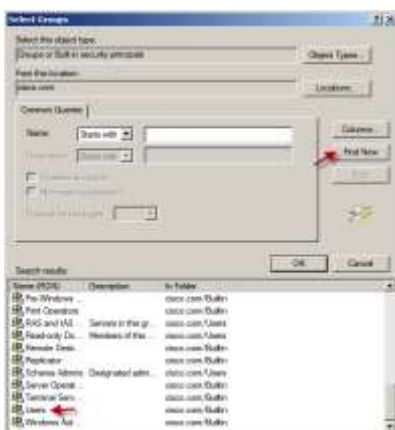 Select Groups
Select this object type:
Groups or Built-in security principals
Object Types...
From this location:
cisco.com
Locations...
Common Queries
Name:
Starts with
Columns...
Find Now
Starts with
OK
Cancel
Search results:
Name (RDN)
Description
In Folder
Pre-Windows ...
cisco.com/Builtin
Print Operators
cisco.com/Builtin
RAS and IAS ...
Servers in this gr...
cisco.com/Users
Read-only Do...
Members of this ...
cisco.com/Users
Remote Desk...
cisco.com/Builtin
Replicator
cisco.com/Builtin
Schema Admins
Designated admi...
cisco.com/Users
Server Operat...
cisco.com/Builtin
Terminal Serv...
cisco.com/Builtin
Users
cisco.com/Builtin
Windows Aut...
cisco.com/Builtin